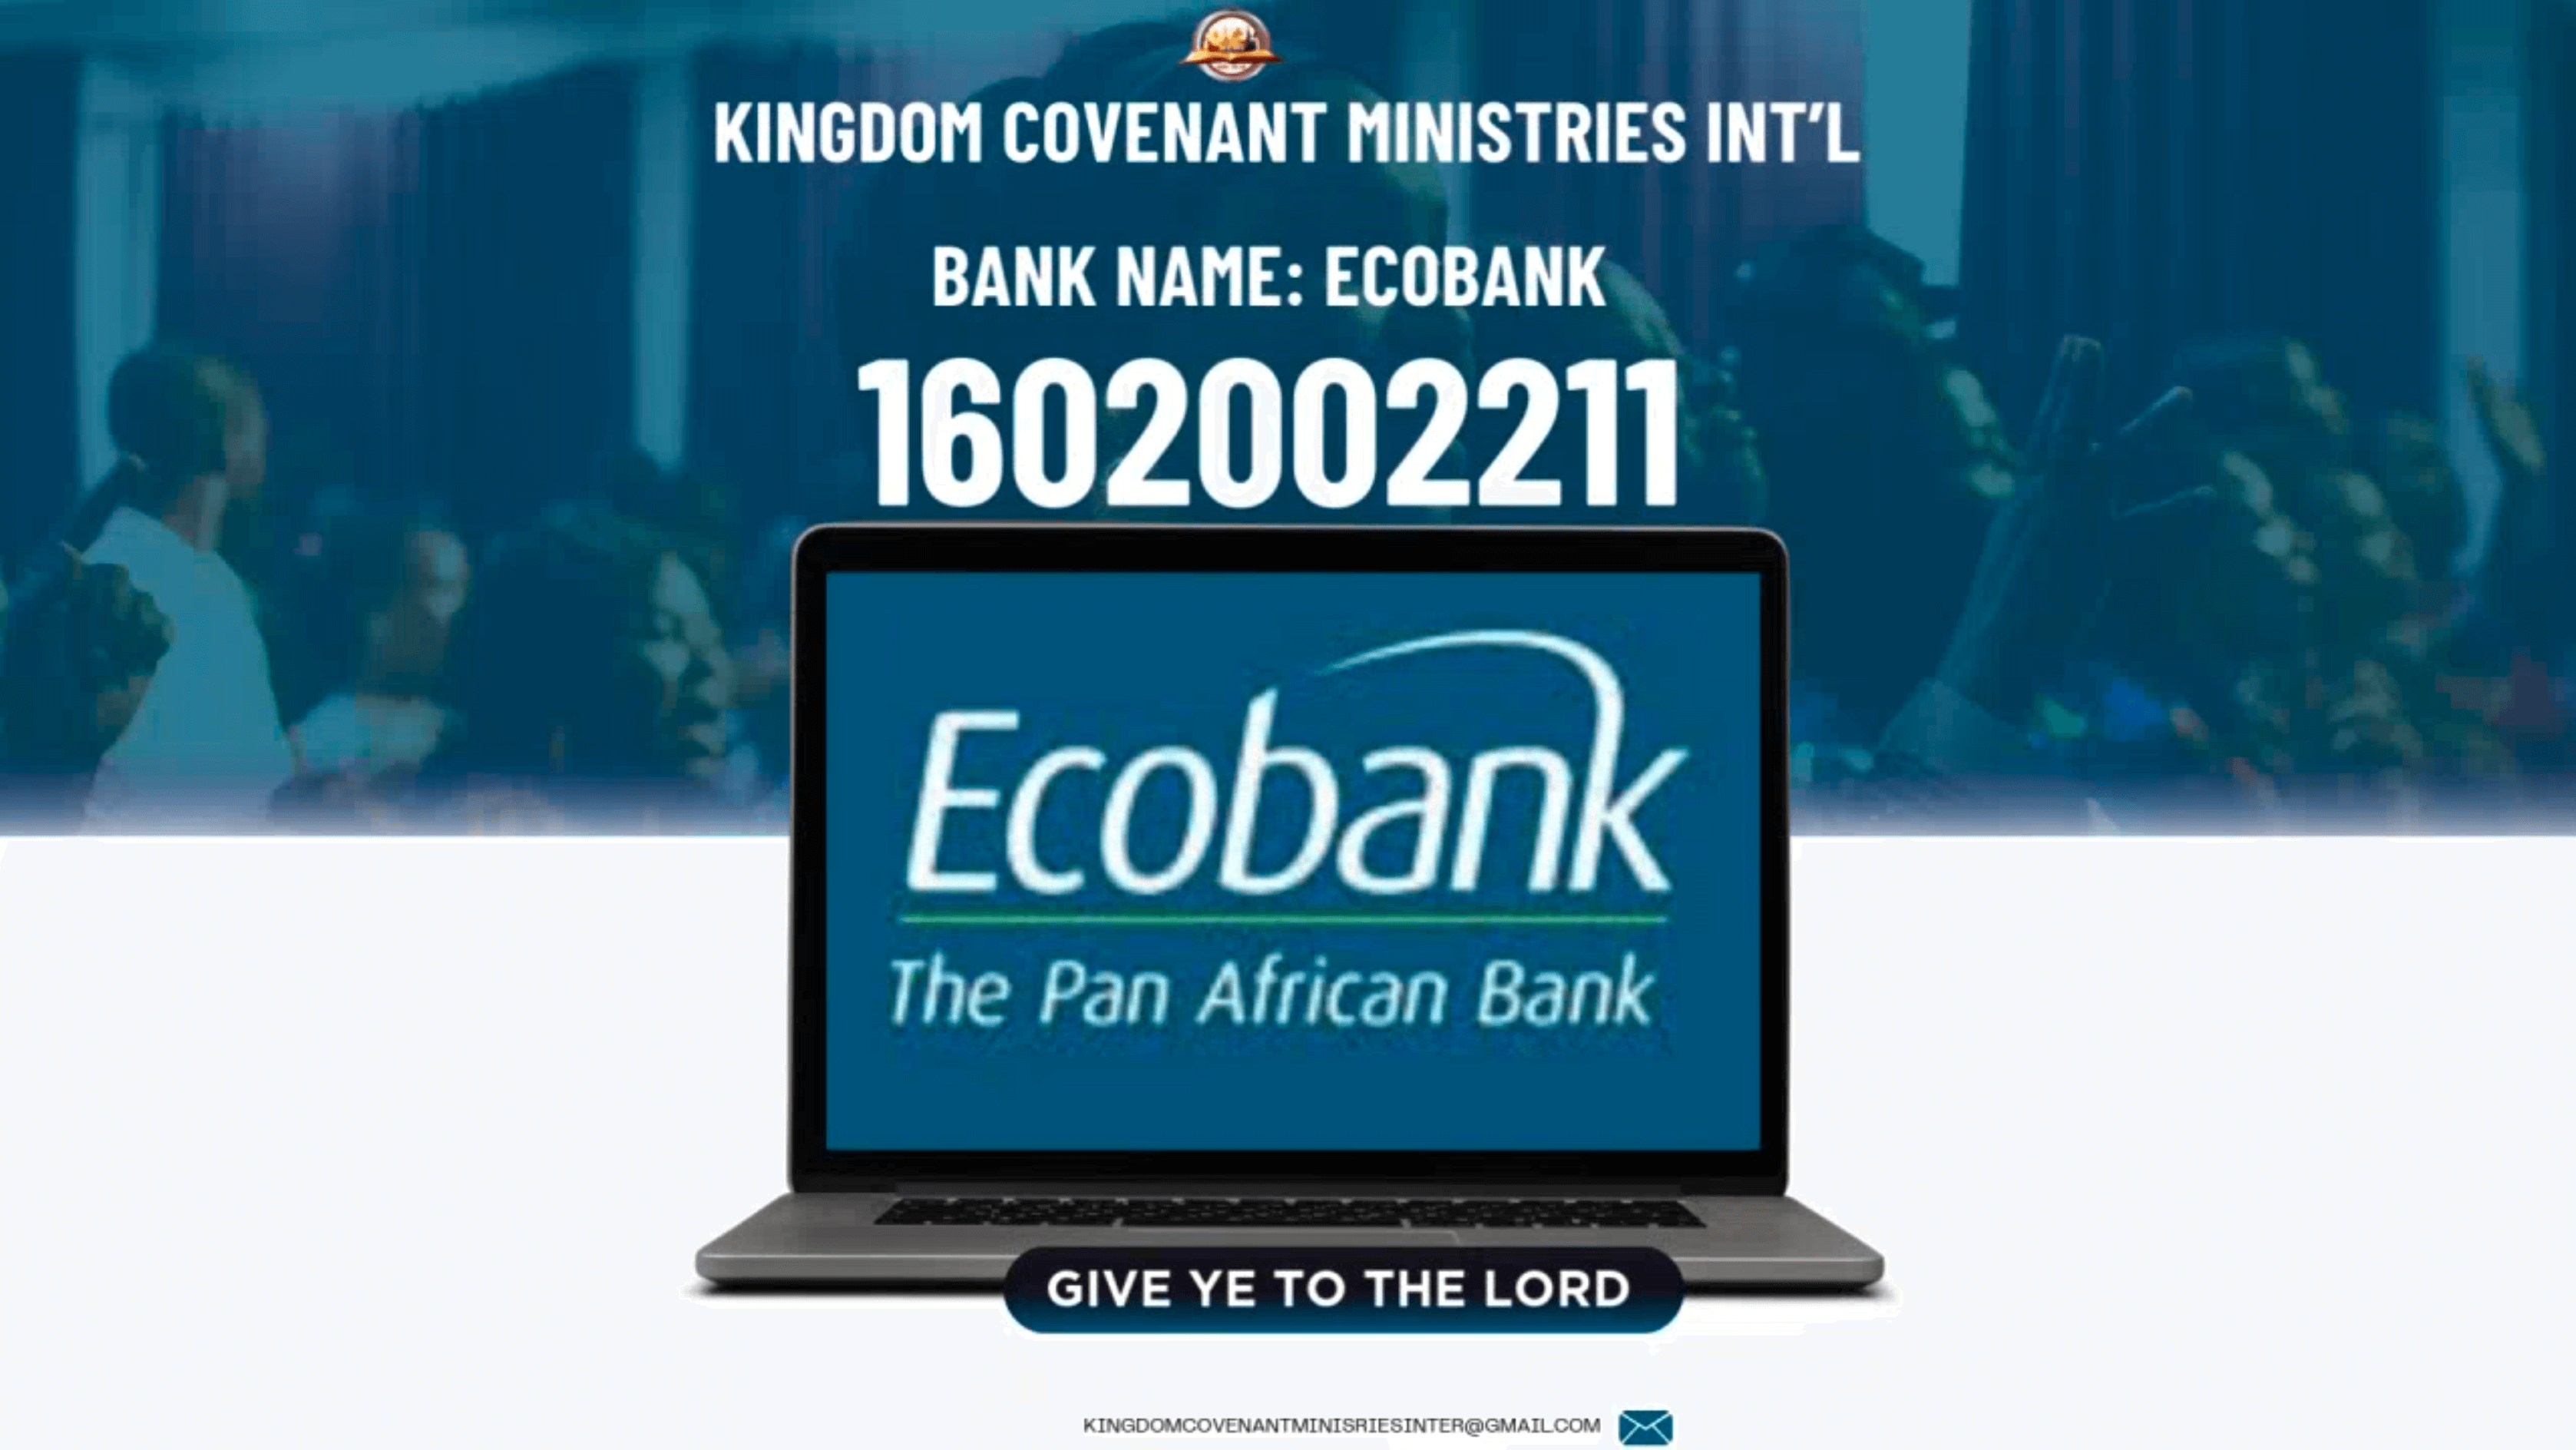 KINGDOM COVENANT MINISTRIES INT'L
BANK NAME: ECOBANK
1602002211
Ecobank
The Pan African Bank
GIVE YE TO THE LORD
KINGDOMCOVENANTMINISRIESINTER@GMAIL.COM